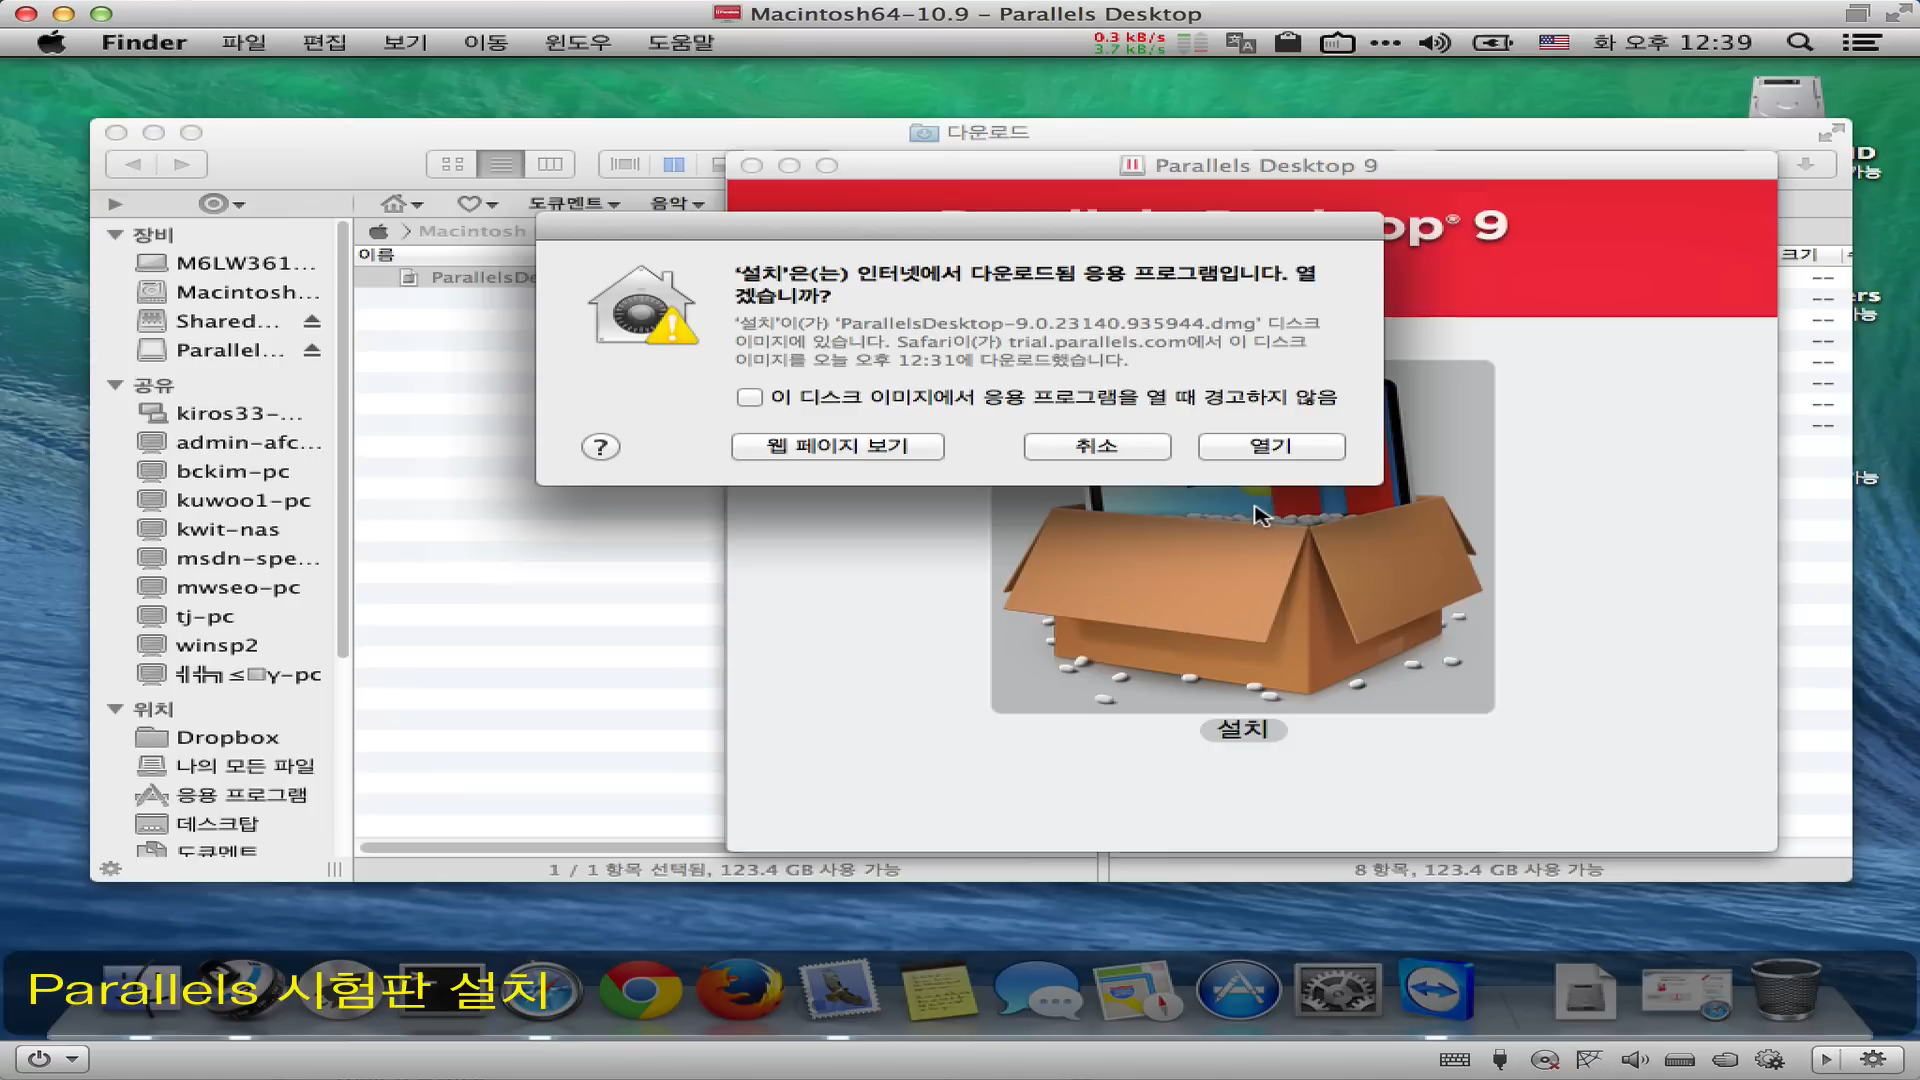 Macintosh64-10.9 - Parallels Desktop
Finder 파일 편집 보기 이동 윈도우 도움말
0.3 kB/s
3.7 kB/s
화 오후 12:39
다운로드
Parallels Desktop 9
도큐멘트 음악
Macintosh
이름
크기
장비
M6LW361...
Macintosh...
Shared...
Parallel...
공유
kiros33-...
admin-afc...
bckim-pc
kuwoo1-pc
kwit-nas
msdn-spe...
mwseo-pc
tj-pc
winsp2
위치
Dropbox
나의 모든 파일
응용 프로그램
데스크탑
도큐멘트
ParallelsDe
'설치'은(는) 인터넷에서 다운로드됨 응용 프로그램입니다. 열
겠습니까?
'설치'이(가) 'ParallelsDesktop-9.0.23140.935944.dmg' 디스크
이미지에 있습니다. Safari이(가) trial.parallels.com에서 이 디스크
이미지를 오늘 오후 12:31에 다운로드했습니다.
이 디스크 이미지에서 응용 프로그램을 열 때 경고하지 않음
? 웹 페이지 보기 취소 열기
설치
1 / 1 항목 선택됨, 123.4 GB 사용 가능
8 항목, 123.4 GB 사용 가능
Parallels 시험판 설치